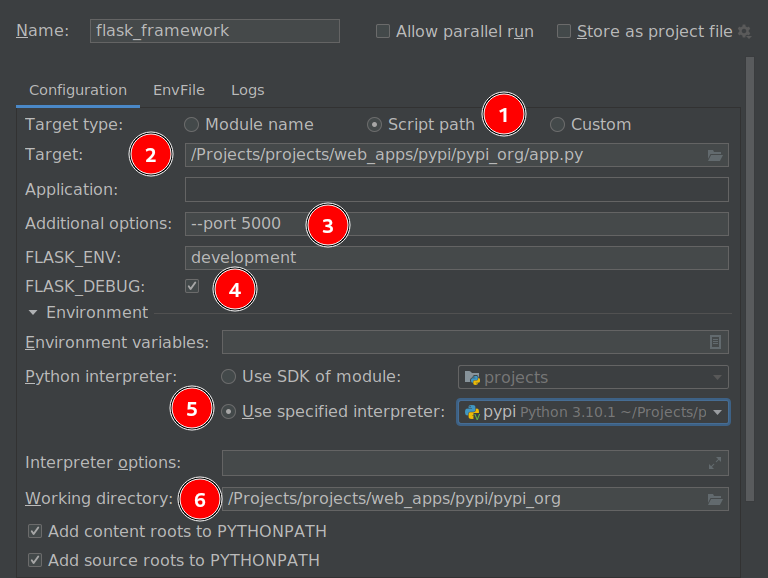 Name: flask_framework Allow parallel run Store as project file
Configuration EnvFile Logs
Target type: Module name Script path 1 Custom
Target: 2 /Projects/projects/web_apps/pypi/pypi_org/app.py
Application:
Additional options: --port 5000 3
FLASK_ENV: development
FLASK_DEBUG: 4
Environment
Environment variables:
Python interpreter: Use SDK of module: projects
5 Use specified interpreter: pypi Python 3.10.1 ~/Projects/p
Interpreter options:
Working directory: 6 /Projects/projects/web_apps/pypi/pypi_org
Add content roots to PYTHONPATH
Add source roots to PYTHONPATH